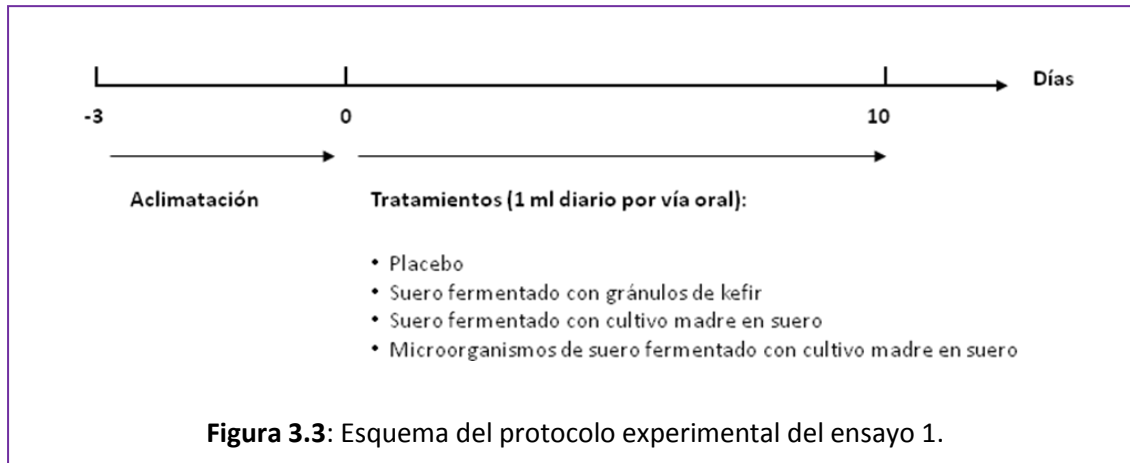 Días
-3 0 10
Aclimatación Tratamientos (1 ml diario por vía oral):
• Placebo
• Suero fermentado con gránulos de kefir
• Suero fermentado con cultivo madre en suero
• Microorganismos de suero fermentado con cultivo madre en suero
Figura 3.3: Esquema del protocolo experimental del ensayo 1.